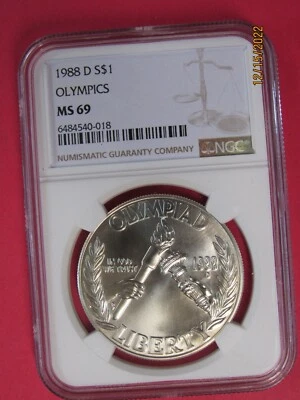 1988 D S$1
OLYMPICS
MS 69
6484540-018
NUMISMATIC GUARANTY COMPANY
NGC
12/15/2022
OLYMPIAD
IN GOD
WE TRUST
1988
LIBERTY